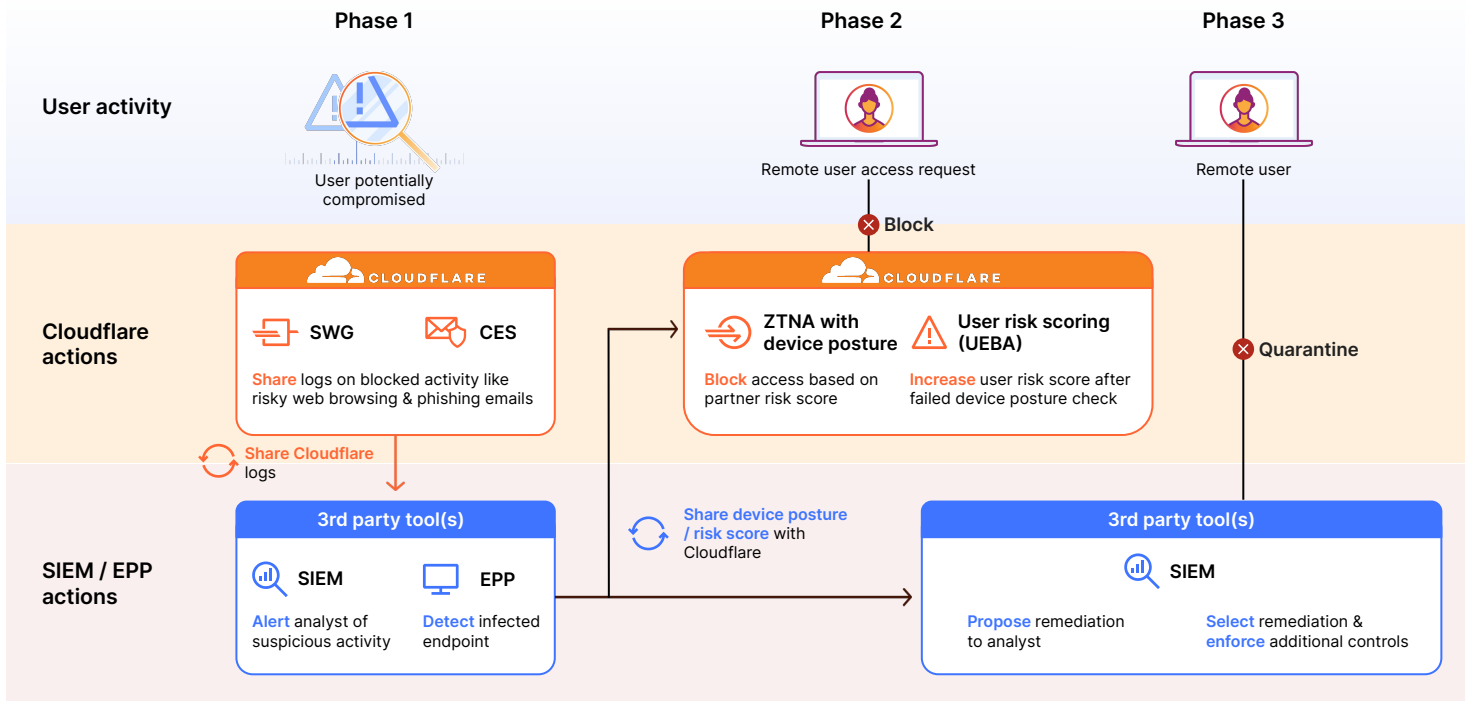 Phase 1
Phase 2
Phase 3
User activity
User potentially
compromised
Remote user access request
Remote user
Block
Cloudflare
actions
CLOUDFLARE
SWG
CES
Share logs on blocked activity like
risky web browsing & phishing emails
CLOUDFLARE
ZTNA with
device posture
User risk scoring
(UEBA)
Block access based on
partner risk score
Increase user risk score after
failed device posture check
Quarantine
Share Cloudflare
logs
SIEM / EPP
actions
3rd party tool(s)
SIEM
EPP
Alert analyst of
suspicious activity
Detect infected
endpoint
Share device posture
/ risk score with
Cloudflare
3rd party tool(s)
SIEM
Propose remediation
to analyst
Select remediation &
enforce additional controls